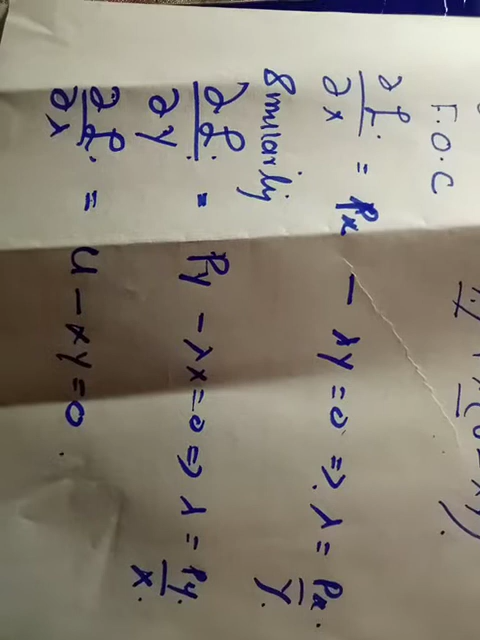 F.O.C
∂L/∂x = Px − λy = 0 ⇒ λ = Px/y.
Similarly
∂L/∂y = Py − λx = 0 ⇒ λ = Py/x.
∂L/∂λ = U − xy = 0.